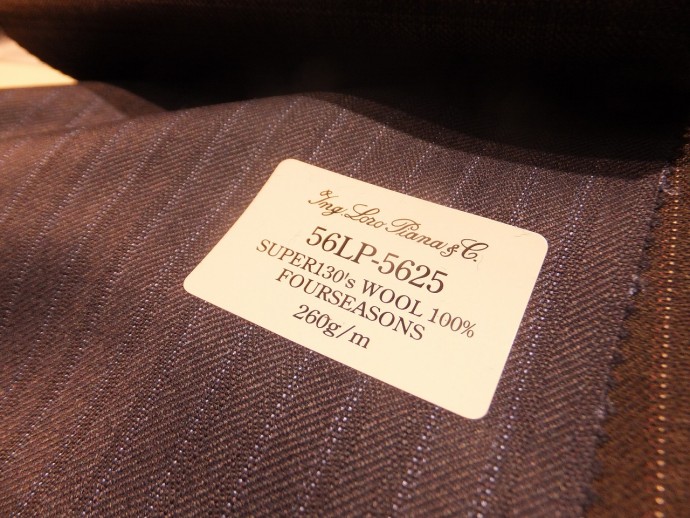 Ing. Loro Piana & C.
56LP-5625
SUPER130's WOOL 100%
FOURSEASONS
260g/m